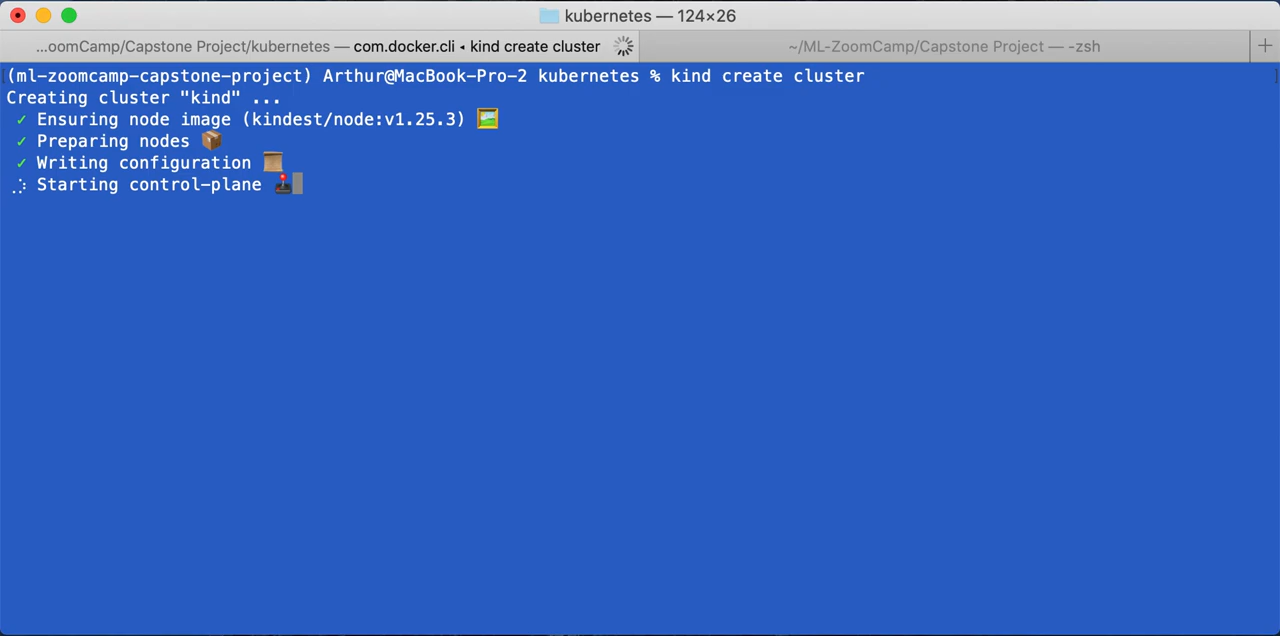 kubernetes — 124×26
...oomCamp/Capstone Project/kubernetes — com.docker.cli ◂ kind create cluster
~/ML-ZoomCamp/Capstone Project — -zsh
(ml-zoomcamp-capstone-project) Arthur@MacBook-Pro-2 kubernetes % kind create cluster
Creating cluster "kind" ...
✓ Ensuring node image (kindest/node:v1.25.3) 🖼
✓ Preparing nodes 📦
✓ Writing configuration 📜
Starting control-plane 🕹